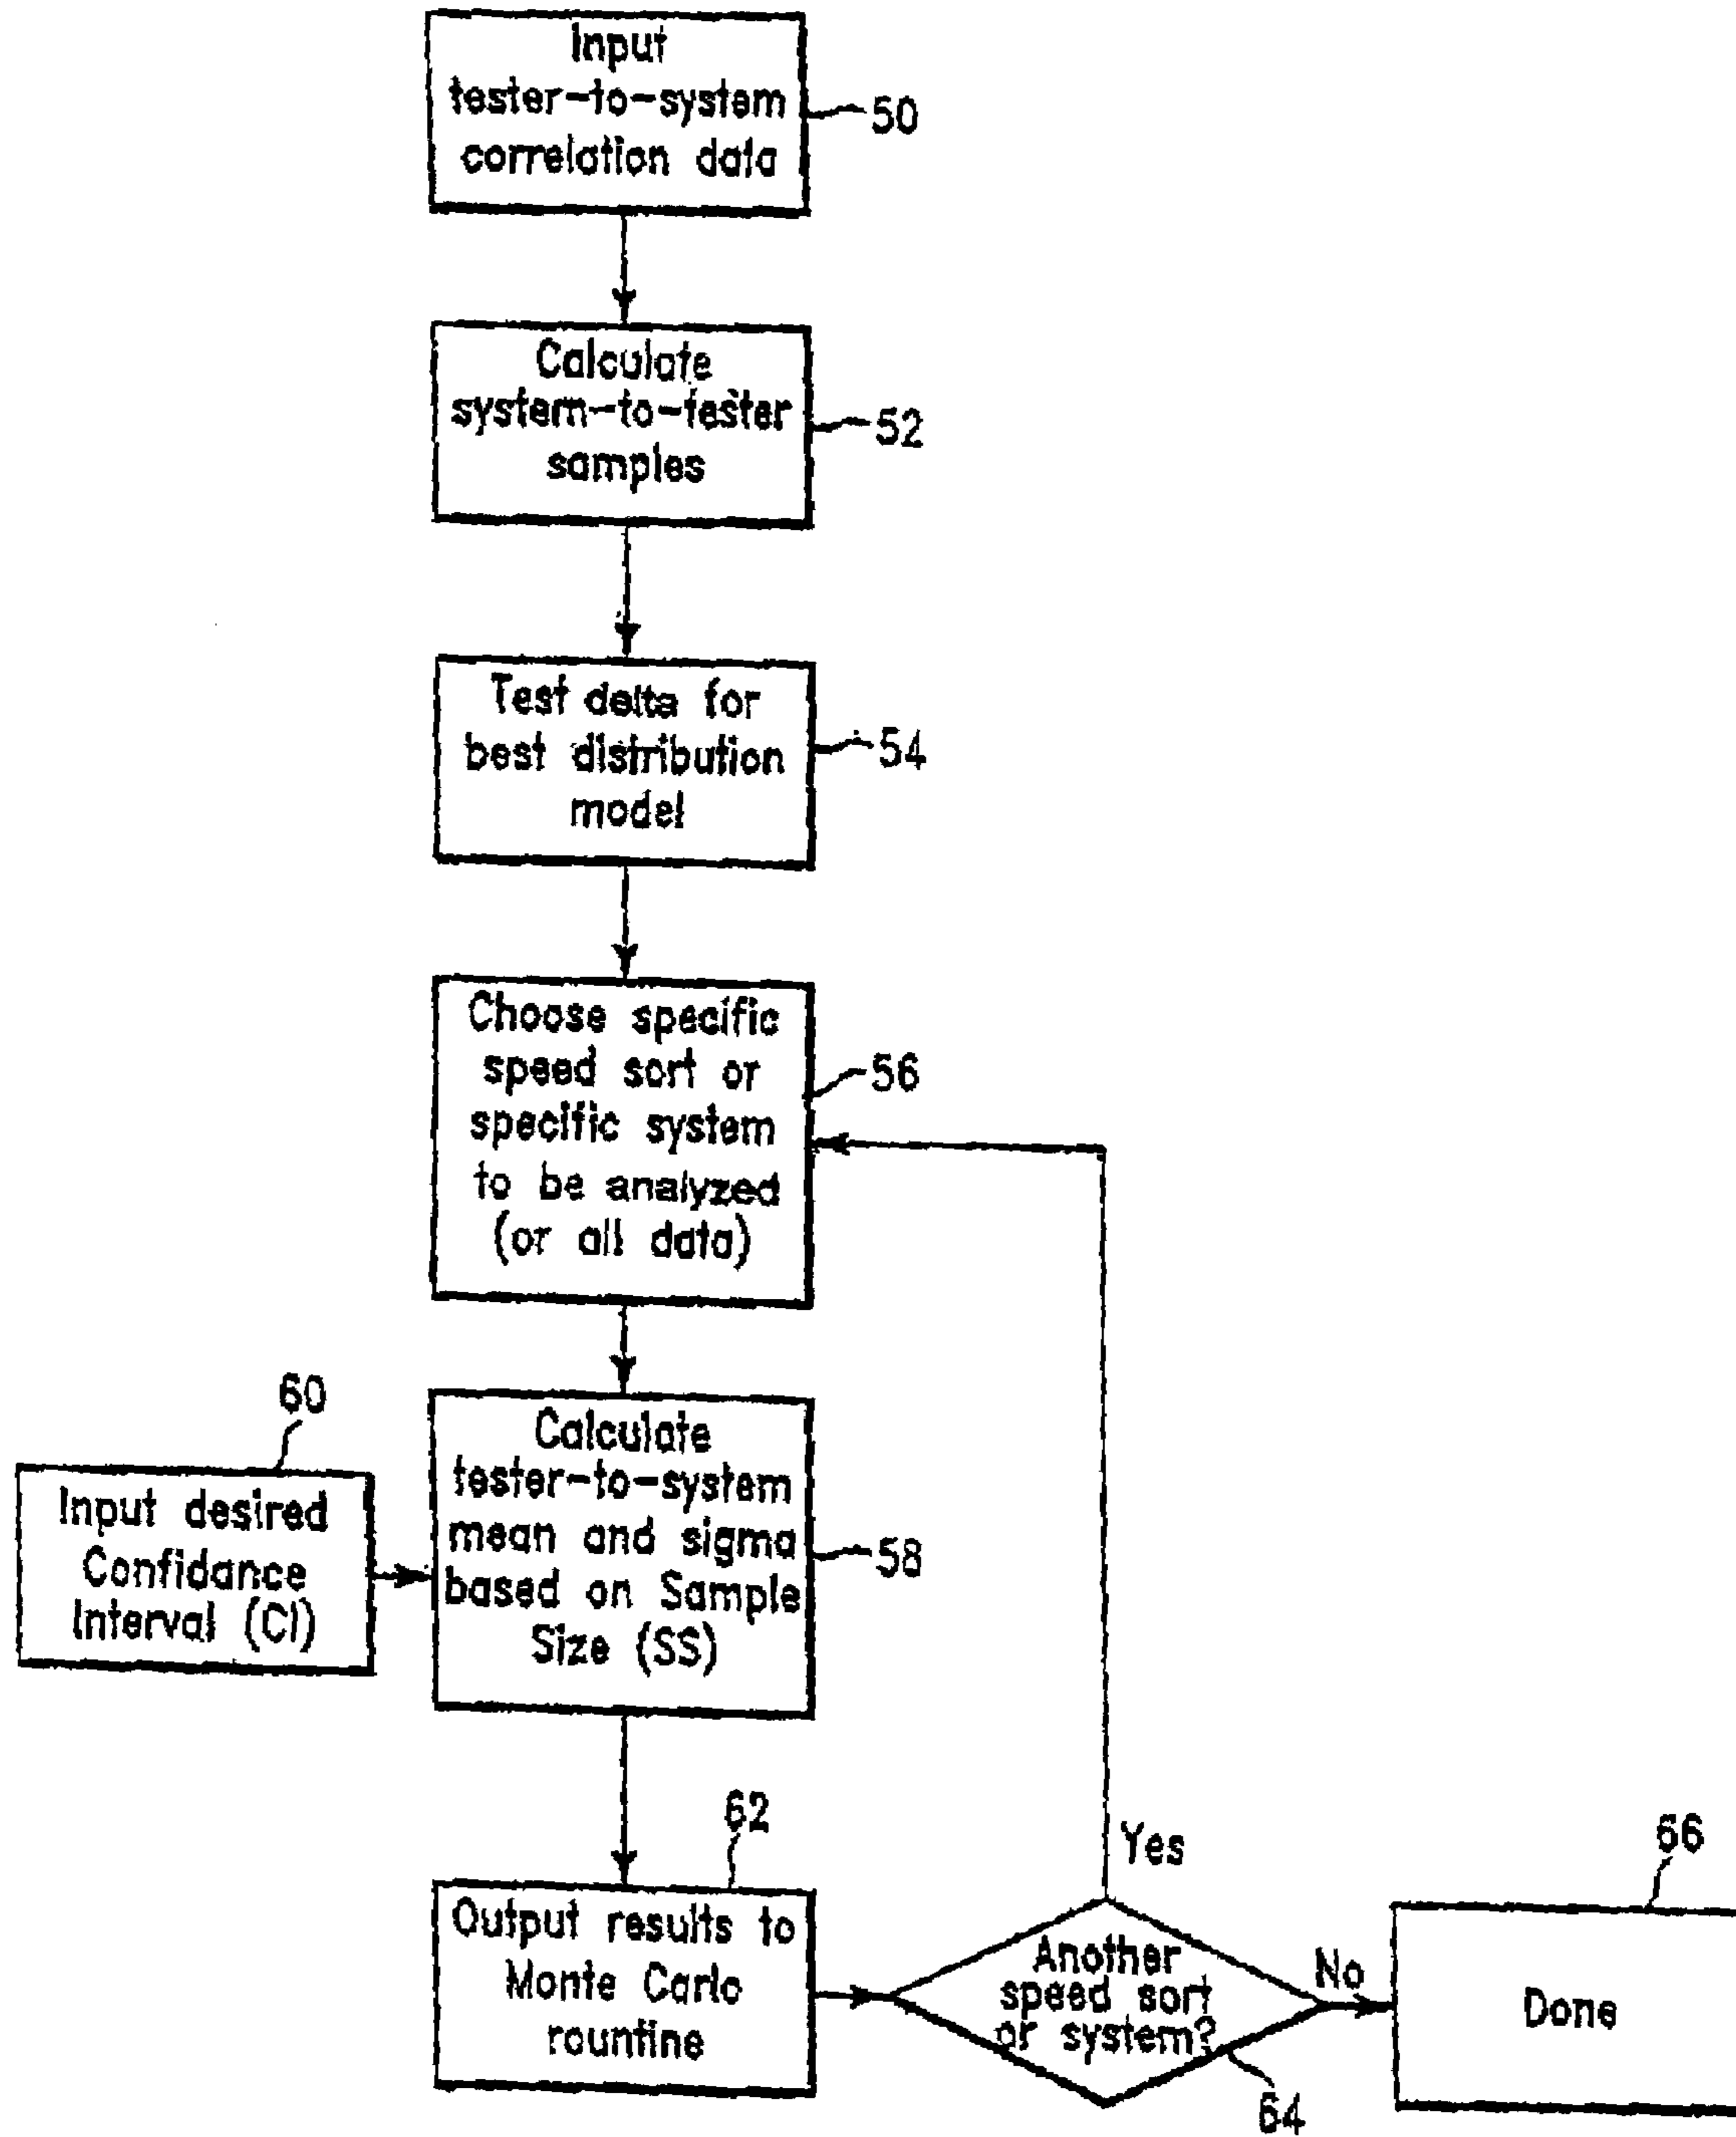 Input
tester-to-system
correlation data
50
Calculate
system-to-tester
samples
52
Test delta for
best distribution
model
54
Choose specific
speed sort or
specific system
to be analyzed
(or all data)
56
60
Input desired
Confidance
Interval (CI)
Calculate
tester-to-system
mean and sigma
based on Sample
Size (SS)
58
62
Output results to
Monte Carlo
rountine
Yes
Another
speed sort
or system?
64
No
66
Done